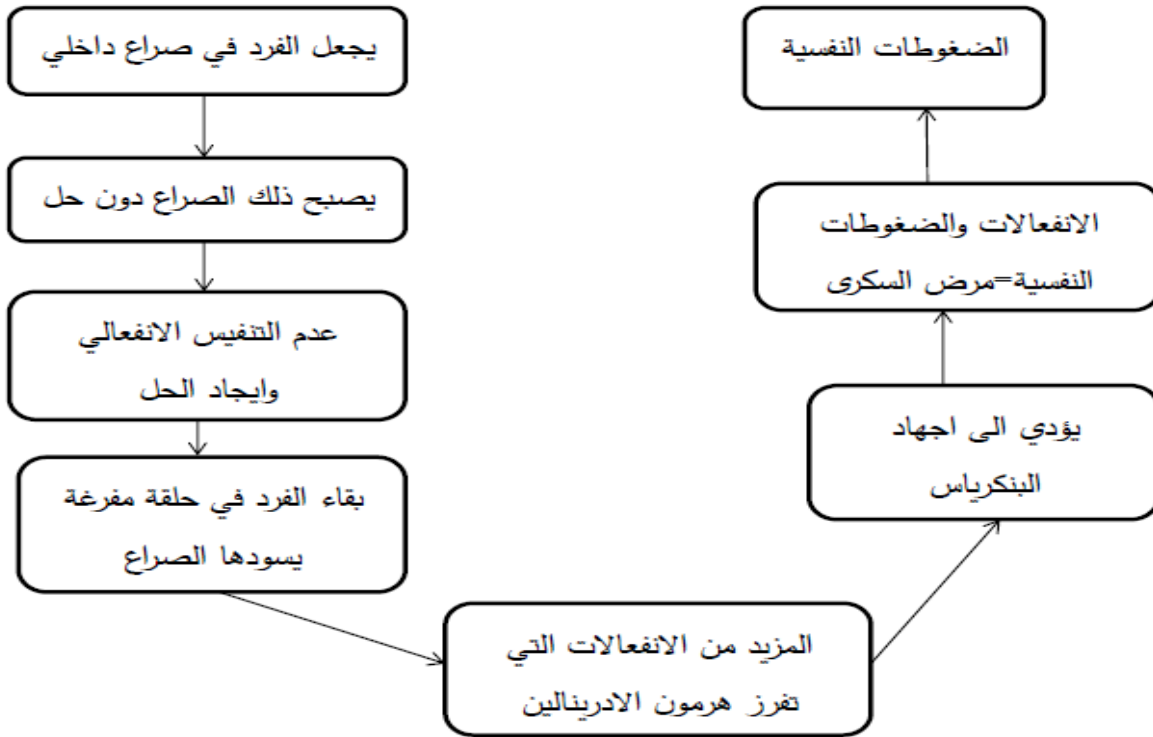 يجعل الفرد في صراع داخلي
يصبح ذلك الصراع دون حل
عدم التنفيس الانفعالي
وايجاد الحل
بقاء الفرد في حلقة مفرغة
يسودها الصراع
المزيد من الانفعالات التي
تفرز هرمون الادرينالين
يؤدي الى اجهاد
البنكرياس
الانفعالات والضغوطات
النفسية=مرض السكرى
الضغوطات النفسية